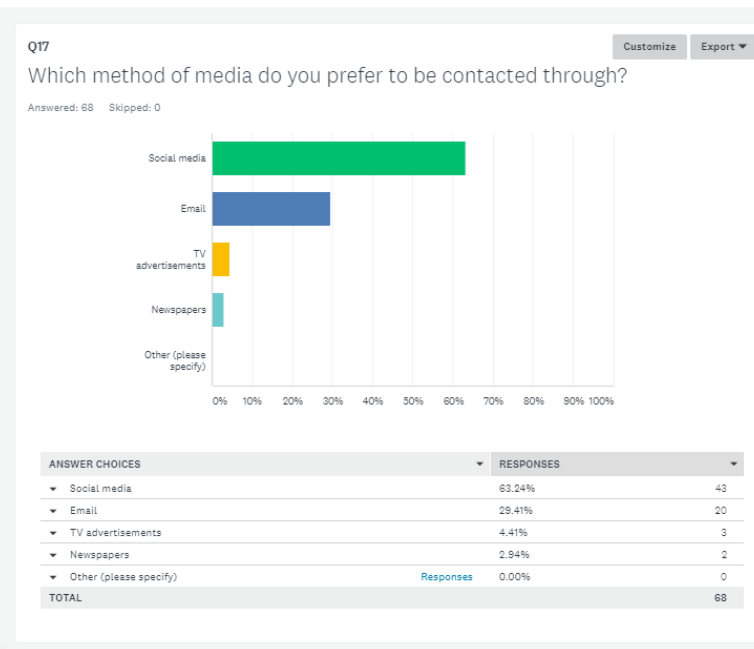 Q17
Customize
Export
Which method of media do you prefer to be contacted through?
Answered: 68 Skipped: 0
Social media
Email
TV
advertisements
Newspapers
Other (please
specify)
0% 10% 20% 30% 40% 50% 60% 70% 80% 90% 100%
ANSWER CHOICES RESPONSES
Social media 63.24% 43
Email 29.41% 20
TV advertisements 4.41% 3
Newspapers 2.94% 2
Other (please specify) Responses 0.00% 0
TOTAL 68